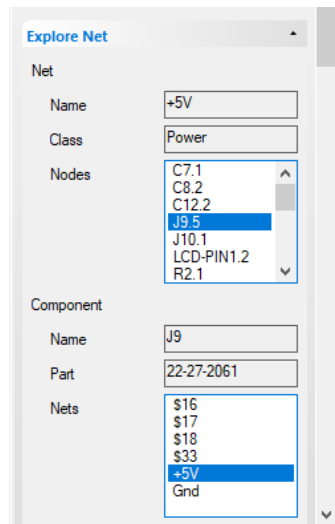 Explore Net
Net
Name +5V
Class Power
Nodes C7.1
C8.2
C12.2
J9.5
J10.1
LCD-PIN1.2
R2.1
Component
Name J9
Part 22-27-2061
Nets $16
$17
$18
$33
+5V
Gnd